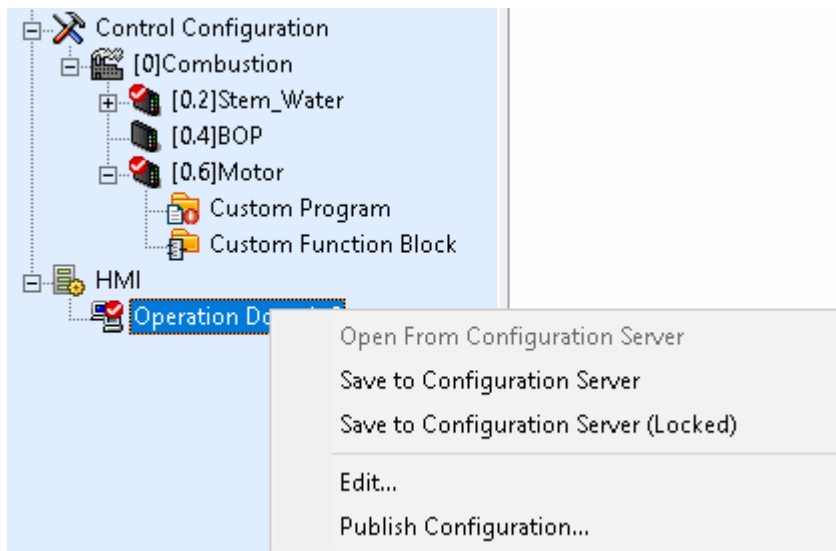 Control Configuration
[0]Combustion
[0.2]Stem_Water
[0.4]BOP
[0.6]Motor
Custom Program
Custom Function Block
HMI
Operation
Open From Configuration Server
Save to Configuration Server
Save to Configuration Server (Locked)
Edit...
Publish Configuration...